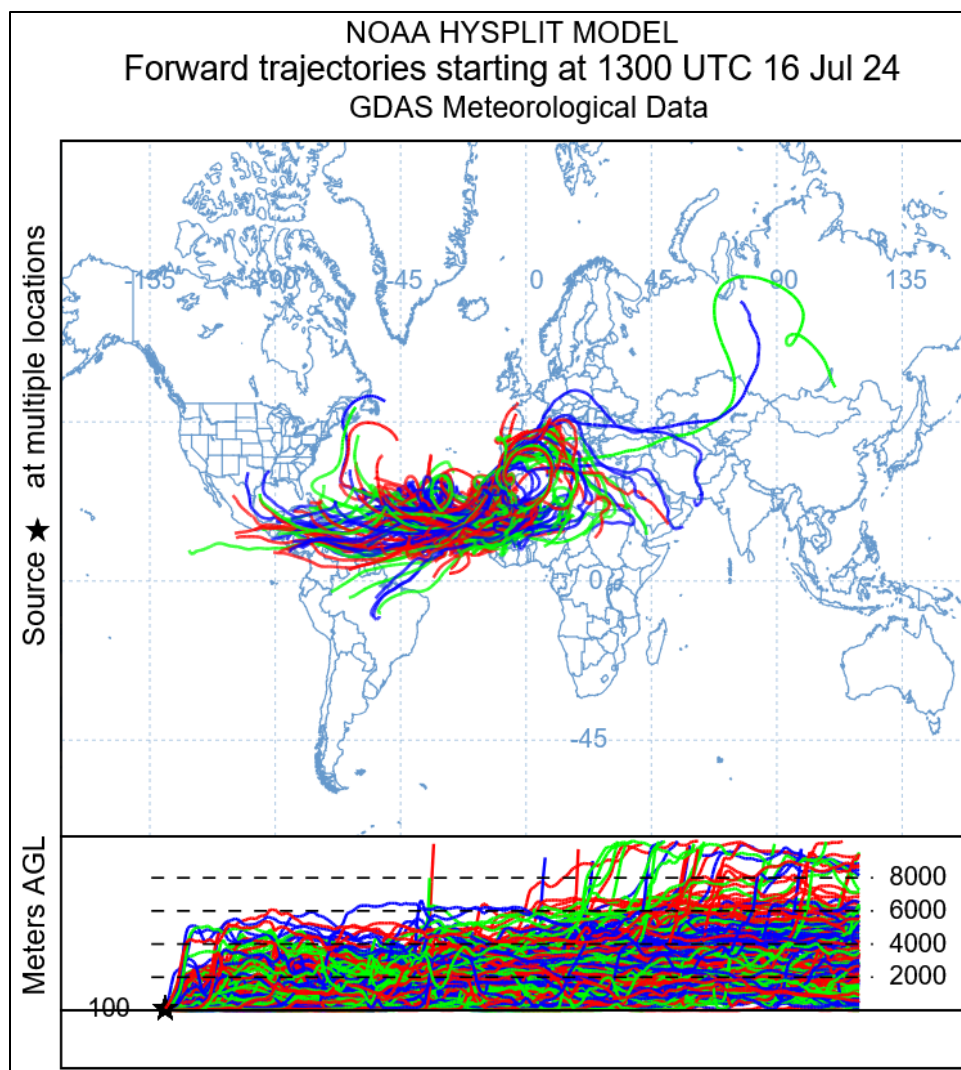 NOAA HYSPLIT MODEL
Forward trajectories starting at 1300 UTC 16 Jul 24
GDAS Meteorological Data
Source ★ at multiple locations
-135 -90 -45 0 45 90 135
0
-45
Meters AGL
8000
6000
4000
2000
100